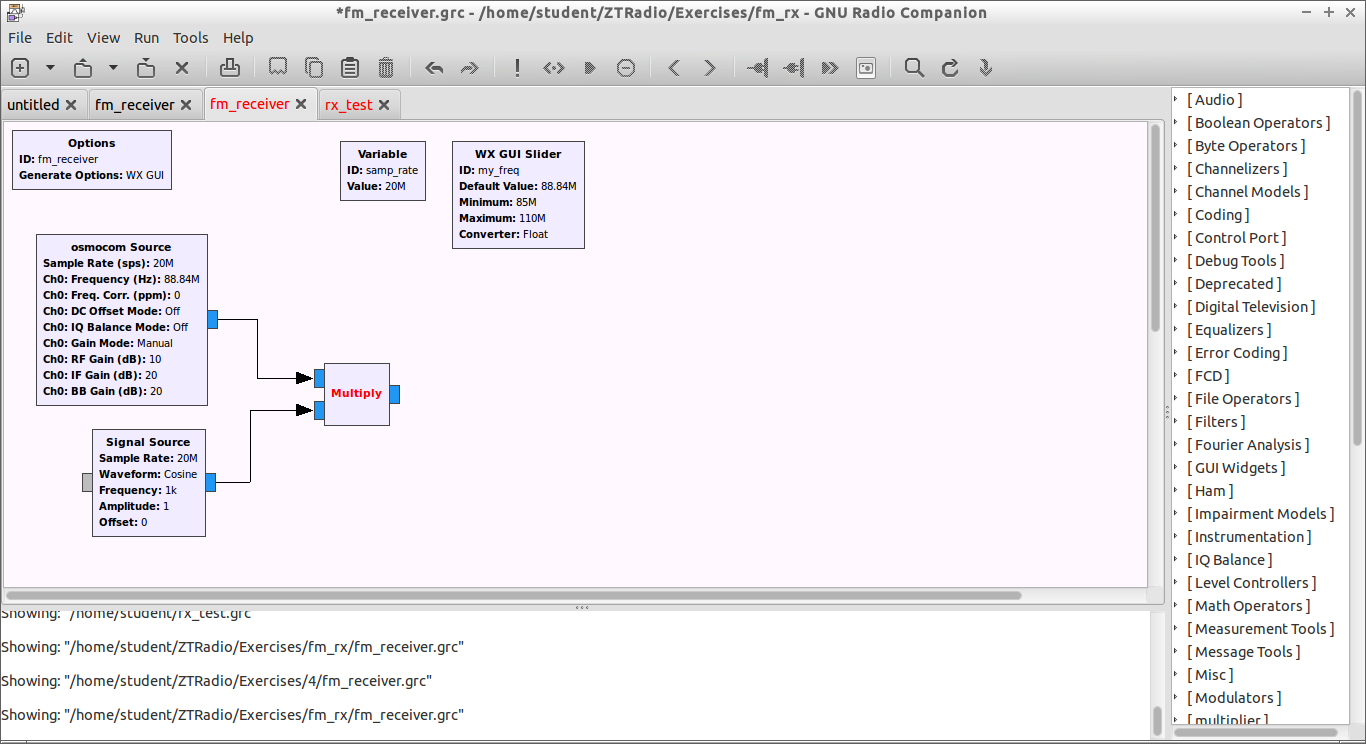 *fm_receiver.grc - /home/student/ZTRadio/Exercises/fm_rx - GNU Radio Companion
File Edit View Run Tools Help
untitled fm_receiver fm_receiver rx_test
Options
ID: fm_receiver
Generate Options: WX GUI
Variable
ID: samp_rate
Value: 20M
WX GUI Slider
ID: my_freq
Default Value: 88.84M
Minimum: 85M
Maximum: 110M
Converter: Float
osmocom Source
Sample Rate (sps): 20M
Ch0: Frequency (Hz): 88.84M
Ch0: Freq. Corr. (ppm): 0
Ch0: DC Offset Mode: Off
Ch0: IQ Balance Mode: Off
Ch0: Gain Mode: Manual
Ch0: RF Gain (dB): 10
Ch0: IF Gain (dB): 20
Ch0: BB Gain (dB): 20
Multiply
Signal Source
Sample Rate: 20M
Waveform: Cosine
Frequency: 1k
Amplitude: 1
Offset: 0
Showing: "/home/student/rx_test.grc"
Showing: "/home/student/ZTRadio/Exercises/fm_rx/fm_receiver.grc"
Showing: "/home/student/ZTRadio/Exercises/4/fm_receiver.grc"
Showing: "/home/student/ZTRadio/Exercises/fm_rx/fm_receiver.grc"
[ Audio ]
[ Boolean Operators ]
[ Byte Operators ]
[ Channelizers ]
[ Channel Models ]
[ Coding ]
[ Control Port ]
[ Debug Tools ]
[ Deprecated ]
[ Digital Television ]
[ Equalizers ]
[ Error Coding ]
[ FCD ]
[ File Operators ]
[ Filters ]
[ Fourier Analysis ]
[ GUI Widgets ]
[ Ham ]
[ Impairment Models ]
[ Instrumentation ]
[ IQ Balance ]
[ Level Controllers ]
[ Math Operators ]
[ Measurement Tools ]
[ Message Tools ]
[ Misc ]
[ Modulators ]
[ multiplier ]